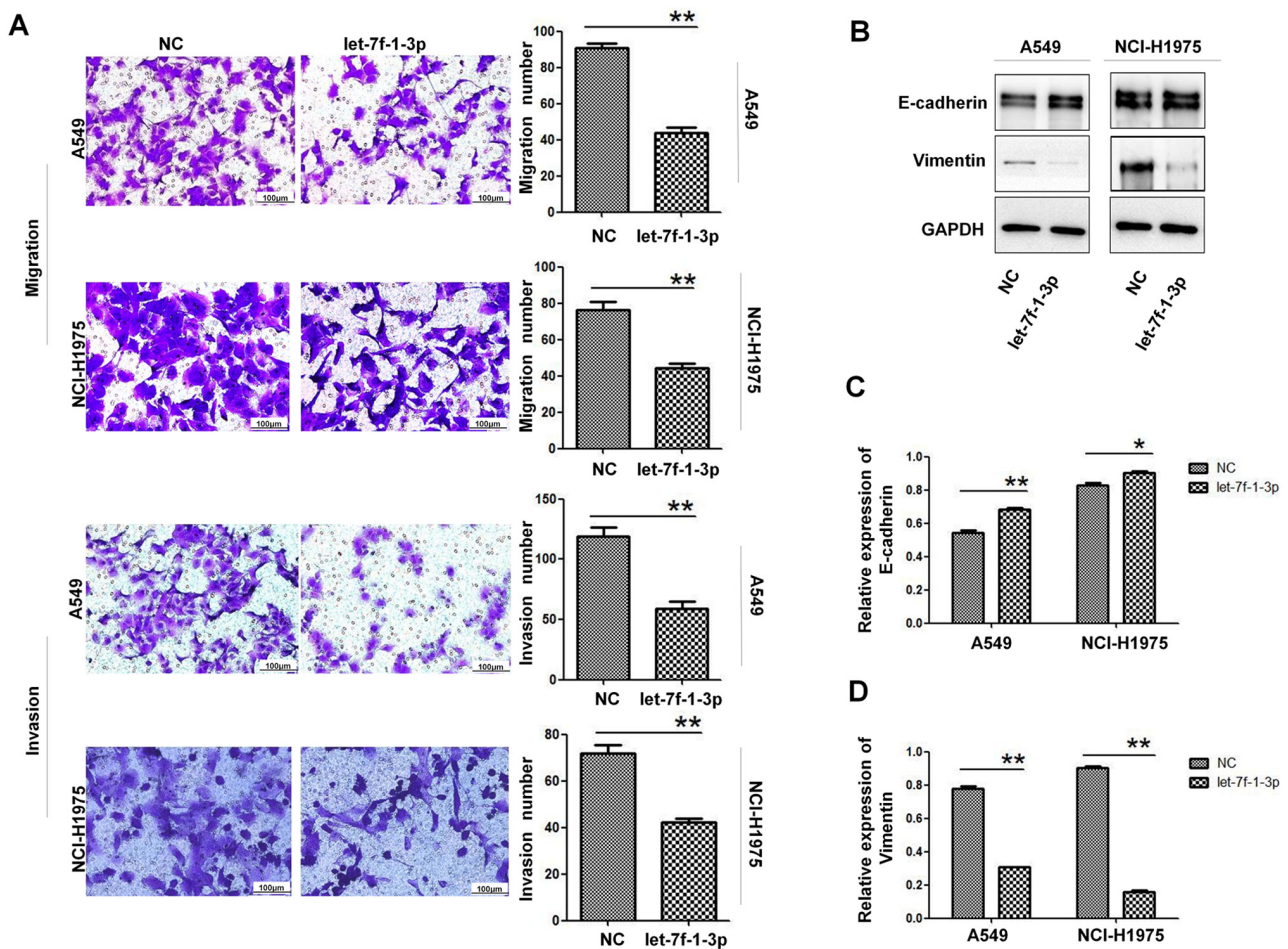 A
NC
let-7f-1-3p
Migration
A549
100μm
100μm
Migration number
100
80
60
40
20
0
**
NC
let-7f-1-3p
A549
NCI-H1975
100μm
100μm
Migration number
80
60
40
20
0
**
NC
let-7f-1-3p
NCI-H1975
Invasion
A549
100μm
100μm
Invasion number
150
100
50
0
**
NC
let-7f-1-3p
A549
NCI-H1975
100μm
100μm
Invasion number
80
60
40
20
0
**
NC
let-7f-1-3p
NCI-H1975
B
A549
NCI-H1975
E-cadherin
Vimentin
GAPDH
NC
let-7f-1-3p
NC
let-7f-1-3p
C
Relative expression of
E-cadherin
1.0
0.8
0.6
0.4
0.2
0.0
**
*
A549
NCI-H1975
NC
let-7f-1-3p
D
Relative expression of
Vimentin
1.0
0.8
0.6
0.4
0.2
0.0
**
**
A549
NCI-H1975
NC
let-7f-1-3p